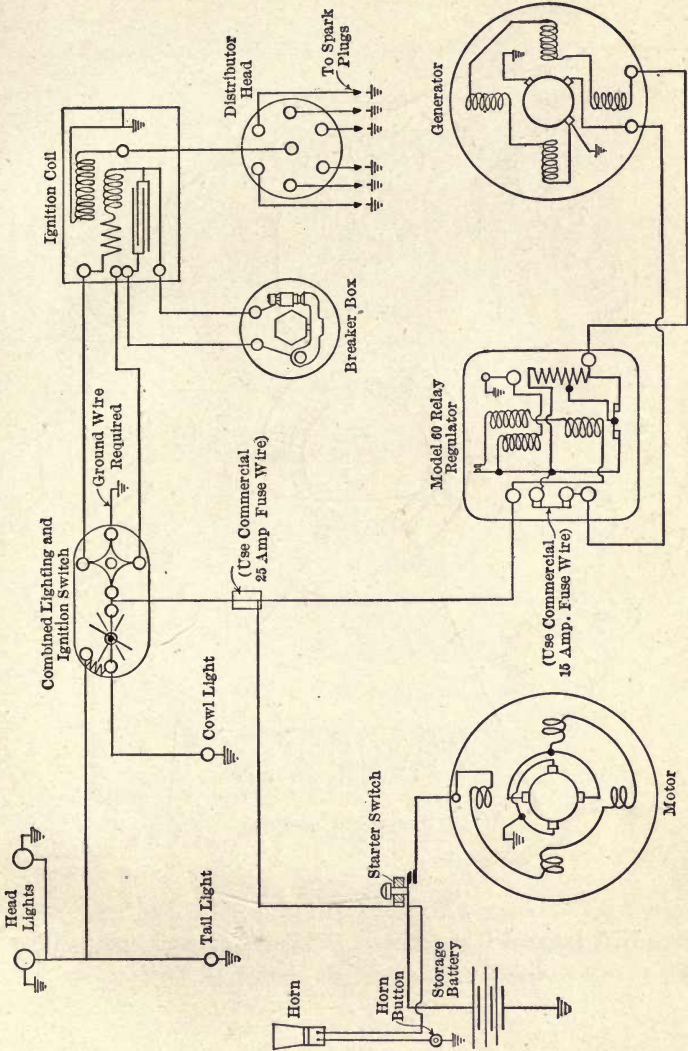 Head
Lights
Tail Light
Horn
Horn
Button
Storage
Battery
Combined Lighting and
Ignition Switch
Cowl Light
Starter Switch
Motor
Ground Wire
Required
(Use Commercial
25 Amp Fuse Wire)
Ignition Coil
Breaker Box
Distributor
Head
To Spark
Plugs
Model 60 Relay
Regulator
(Use Commercial
15 Amp. Fuse Wire)
Generator